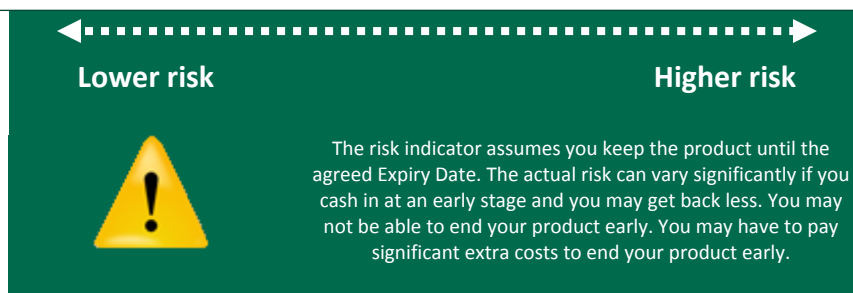 Lower risk
Higher risk
The risk indicator assumes you keep the product until the
agreed Expiry Date. The actual risk can vary significantly if you
cash in at an early stage and you may get back less. You may
not be able to end your product early. You may have to pay
significant extra costs to end your product early.